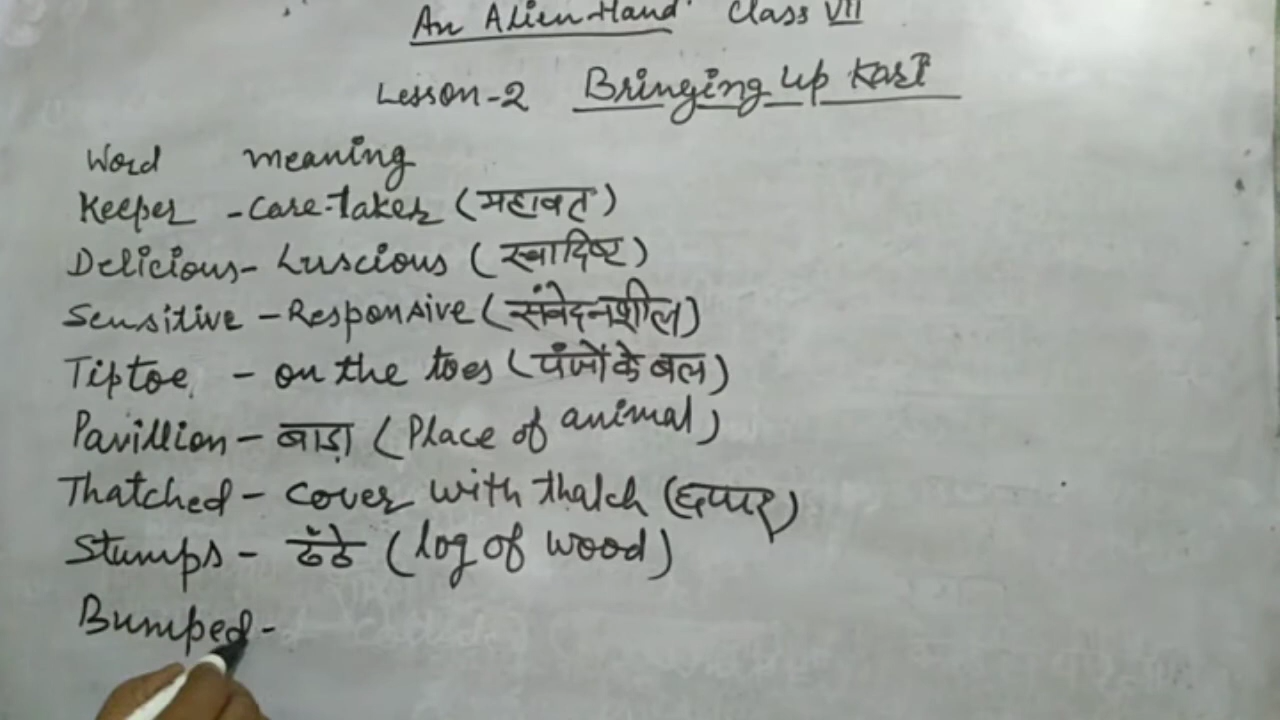 An Alien Hand Class VII
Lesson-2 Bringing Up Kari
Word meaning
Keeper - Care-taker (महावत)
Delicious - Luscious (स्वादिष्ट)
Sensitive - Responsive (संवेदनशील)
Tiptoe - on the toes (पंजों के बल)
Pavillion - बाडा़ (Place of animal)
Thatched - Cover with thatch (छप्पर)
Stumps - ठूँठे (log of wood)
Bumped -